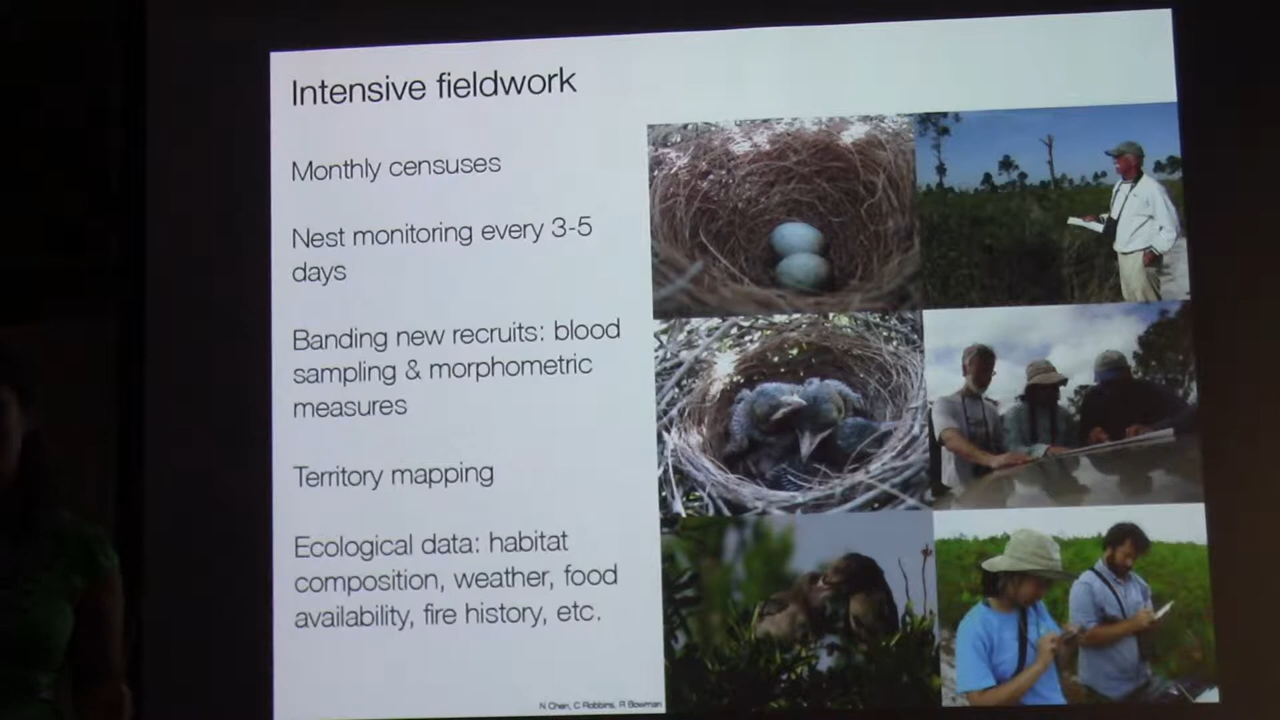 Intensive fieldwork
Monthly censuses
Nest monitoring every 3-5
days
Banding new recruits: blood
sampling & morphometric
measures
Territory mapping
Ecological data: habitat
composition, weather, food
availability, fire history, etc.
N Chen, C Robbins, R Bowman